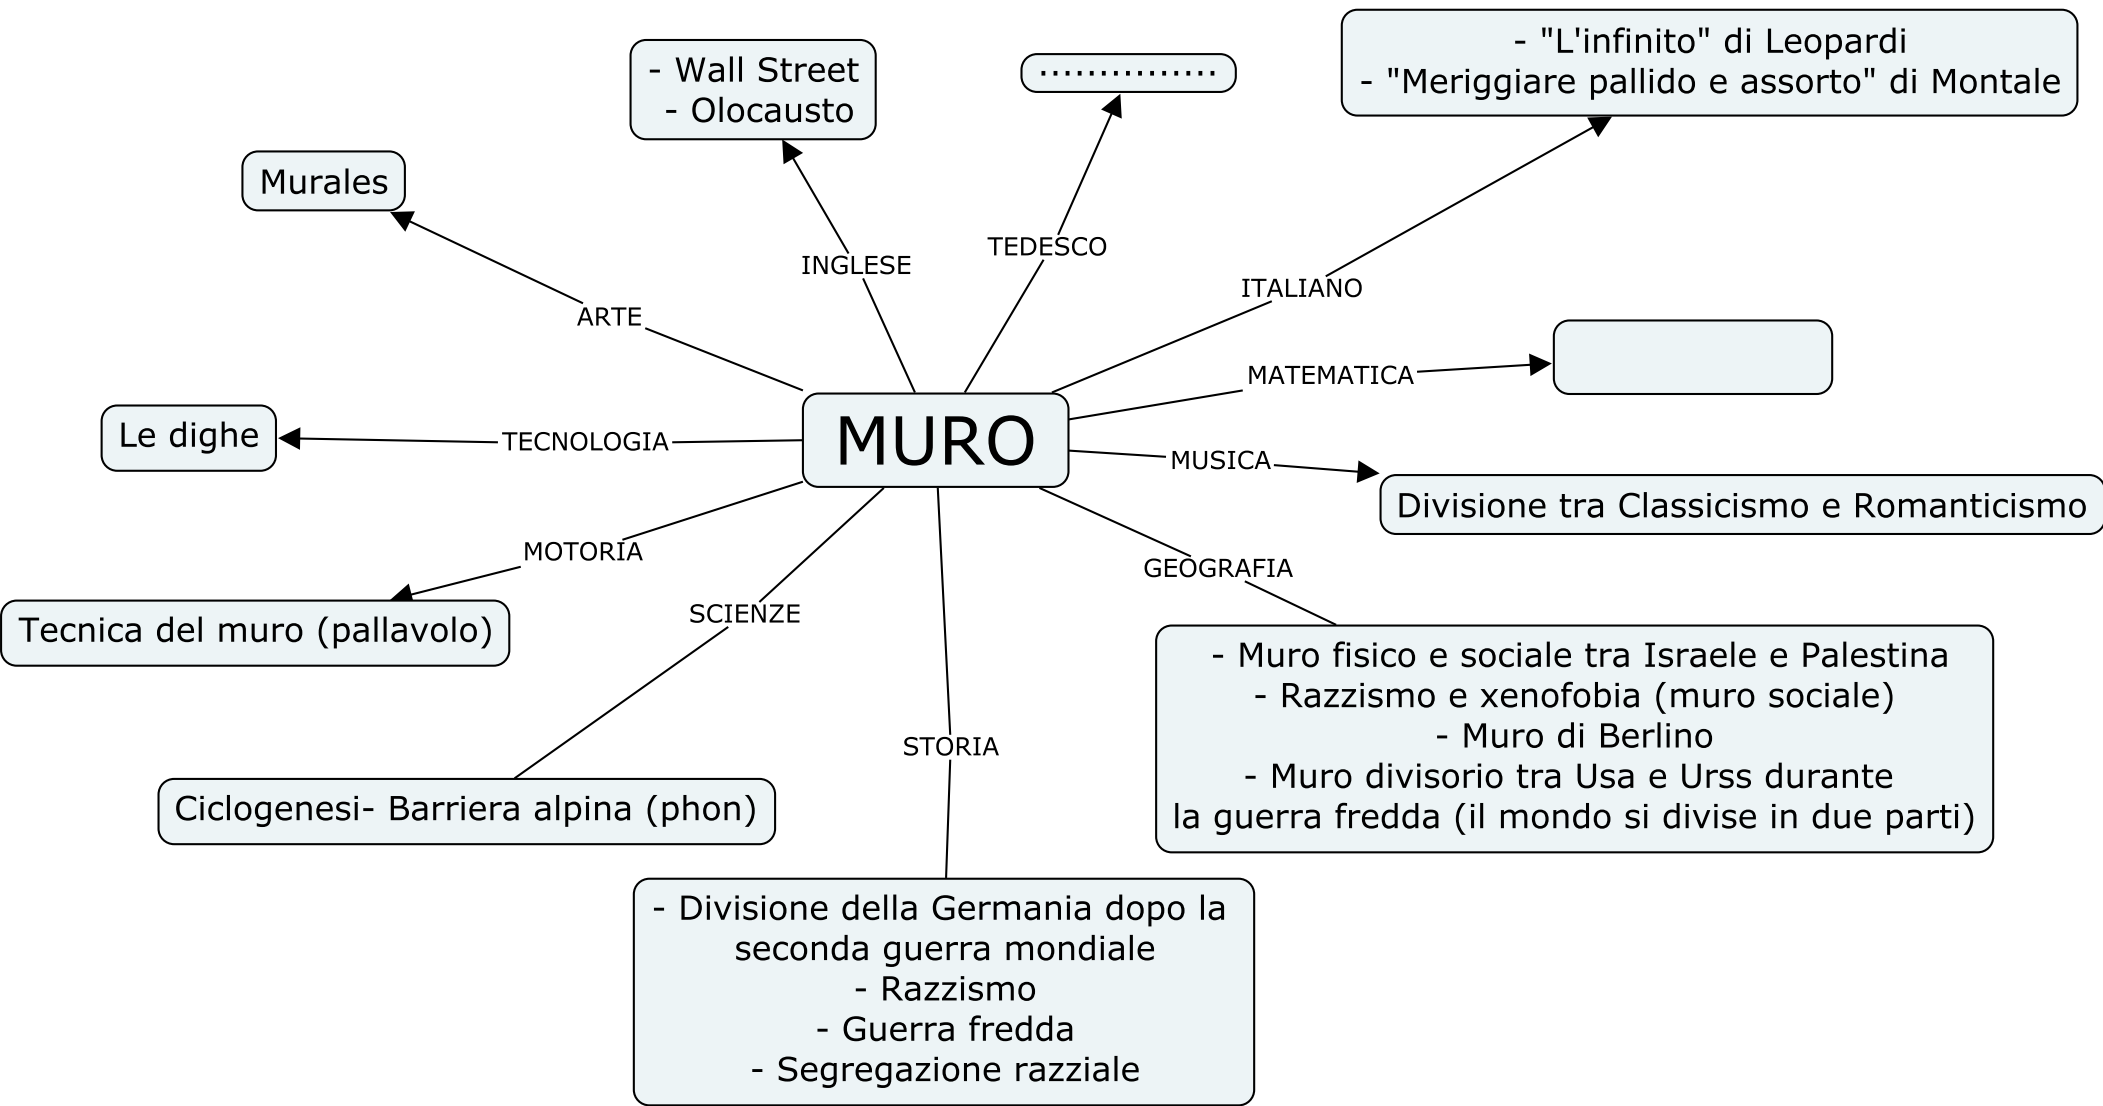 - "L'infinito" di Leopardi
- "Meriggiare pallido e assorto" di Montale
- Wall Street
- Olocausto
...............
Murales
INGLESE
TEDESCO
ITALIANO
ARTE
MATEMATICA
MURO
Le dighe
TECNOLOGIA
MUSICA
Divisione tra Classicismo e Romanticismo
MOTORIA
GEOGRAFIA
Tecnica del muro (pallavolo)
SCIENZE
- Muro fisico e sociale tra Israele e Palestina
- Razzismo e xenofobia (muro sociale)
- Muro di Berlino
- Muro divisorio tra Usa e Urss durante
la guerra fredda (il mondo si divise in due parti)
STORIA
Ciclogenesi- Barriera alpina (phon)
- Divisione della Germania dopo la
seconda guerra mondiale
- Razzismo
- Guerra fredda
- Segregazione razziale